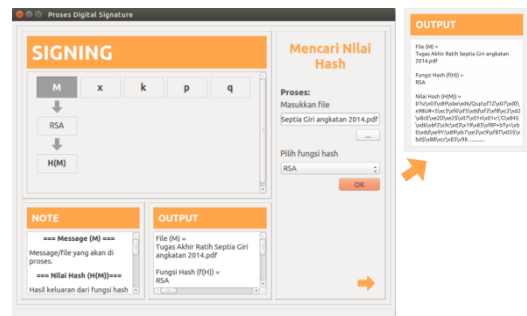 Proses Digital Signature
SIGNING
M x k p q
RSA
H(M)
NOTE
=== Message (M) ===
Message/file yang akan di
proses.
=== Nilai Hash (H(M))===
Hasil keluaran dari fungsi hash
OUTPUT
File (M) =
Tugas Akhir Ratih Septia Giri
angkatan 2014.pdf
Fungsi Hash (f(H)) =
RSA
Mencari Nilai
Hash
Proses:
Masukkan file
Septia Giri angkatan 2014.pdf
...
Pilih fungsi hash
RSA
OK
OUTPUT
File (M) =
Tugas Akhir Ratih Septia Giri angkatan
2014.pdf
Fungsi Hash (f(H)) =
RSA
Nilai Hash (H(M)) =